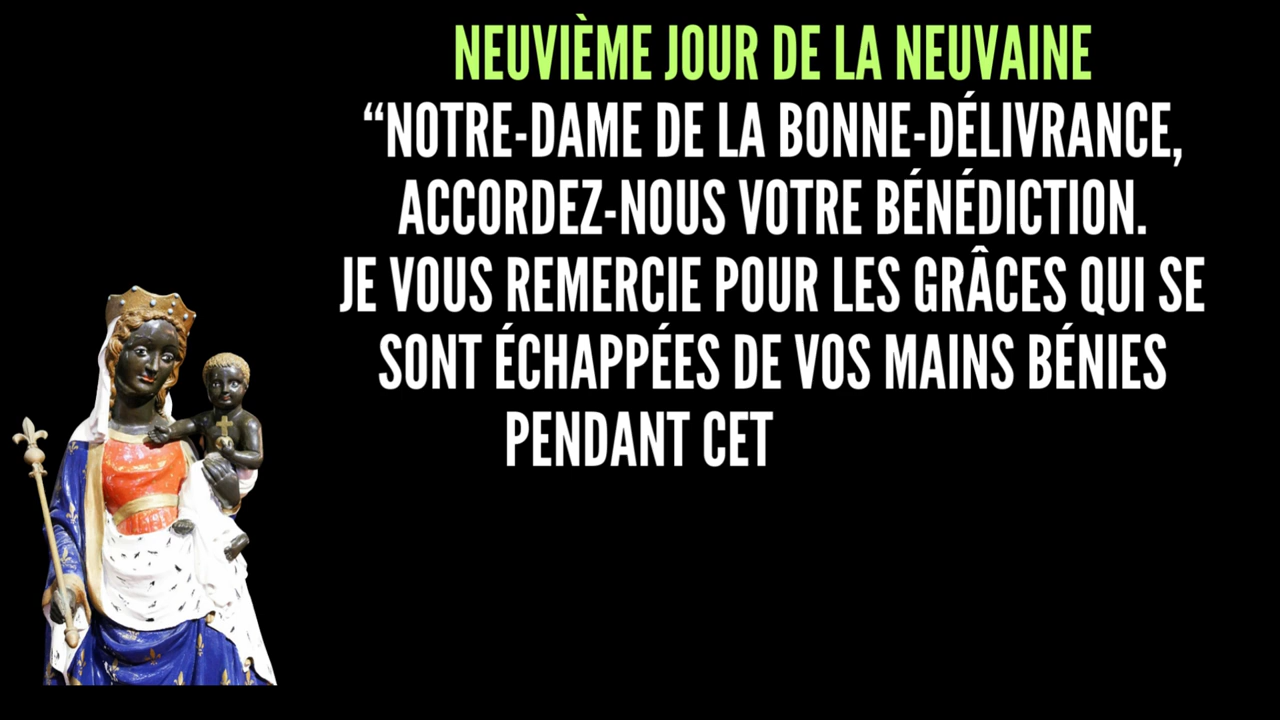 NEUVIÈME JOUR DE LA NEUVAINE
“NOTRE-DAME DE LA BONNE-DÉLIVRANCE,
ACCORDEZ-NOUS VOTRE BÉNÉDICTION.
JE VOUS REMERCIE POUR LES GRÂCES QUI SE
SONT ÉCHAPPÉES DE VOS MAINS BÉNIES
PENDANT CET